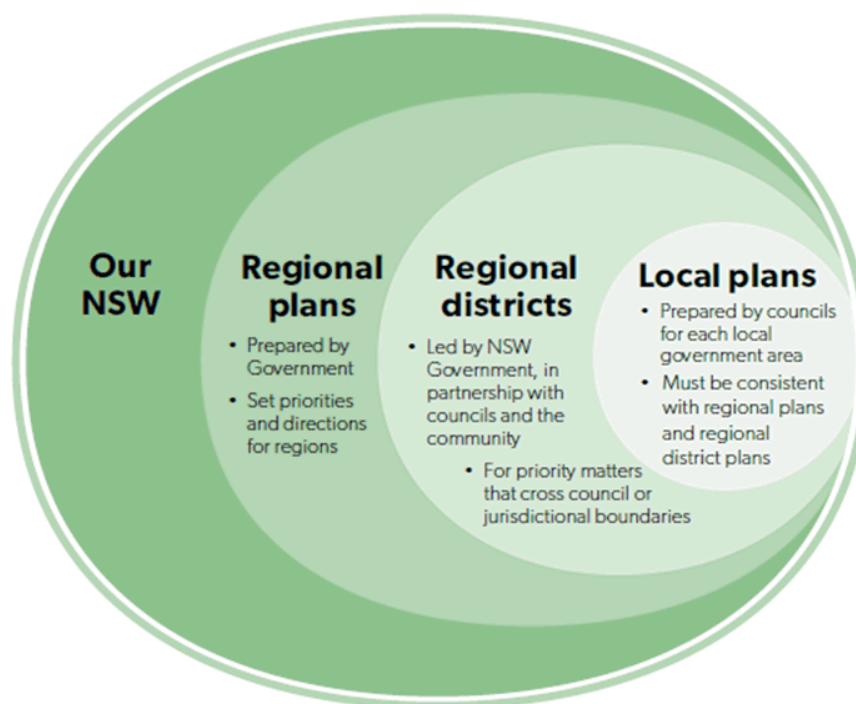 Our
NSW
Regional
plans
• Prepared by
Government
• Set priorities
and directions
for regions
Regional
districts
• Led by NSW
Government, in
partnership with
councils and the
community
• For priority matters
that cross council or
jurisdictional boundaries
Local plans
• Prepared by councils
for each local
government area
• Must be consistent
with regional plans
and regional
district plans